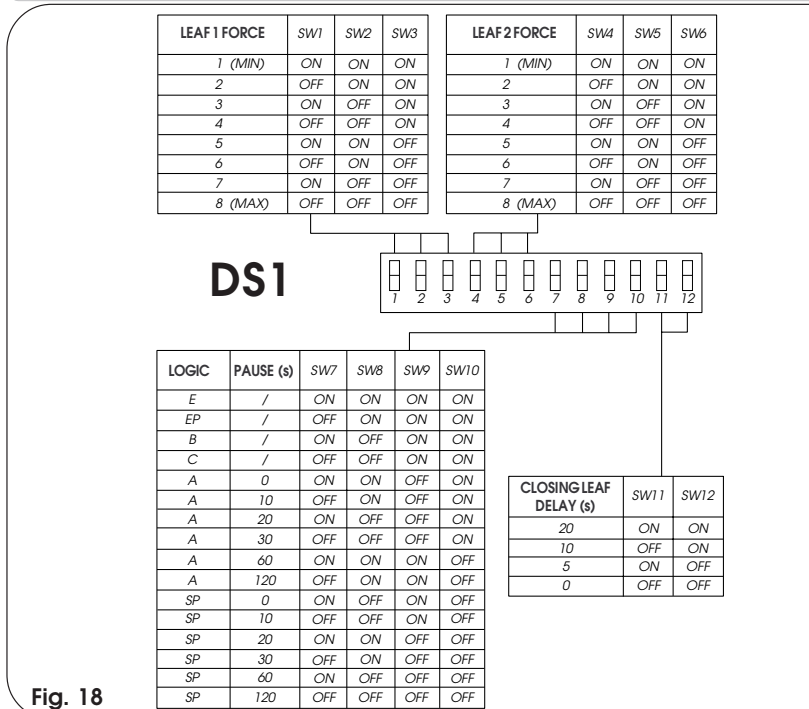 LEAF 1 FORCE SW1 SW2 SW3
1 (MIN) ON ON ON
2 OFF ON ON
3 ON OFF ON
4 OFF OFF ON
5 ON ON OFF
6 OFF ON OFF
7 ON OFF OFF
8 (MAX) OFF OFF OFF
LEAF 2 FORCE SW4 SW5 SW6
1 (MIN) ON ON ON
2 OFF ON ON
3 ON OFF ON
4 OFF OFF ON
5 ON ON OFF
6 OFF ON OFF
7 ON OFF OFF
8 (MAX) OFF OFF OFF
DS1
1 2 3 4 5 6 7 8 9 10 11 12
LOGIC PAUSE (s) SW7 SW8 SW9 SW10
E / ON ON ON ON
EP / OFF ON ON ON
B / ON OFF ON ON
C / OFF OFF ON ON
A 0 ON ON OFF ON
A 10 OFF ON OFF ON
A 20 ON OFF OFF ON
A 30 OFF OFF OFF ON
A 60 ON ON ON OFF
A 120 OFF ON ON OFF
SP 0 ON OFF ON OFF
SP 10 OFF OFF ON OFF
SP 20 ON ON OFF OFF
SP 30 OFF ON OFF OFF
SP 60 ON OFF OFF OFF
SP 120 OFF OFF OFF OFF
CLOSING LEAF
DELAY (s) SW11 SW12
20 ON ON
10 OFF ON
5 ON OFF
0 OFF OFF
Fig. 18